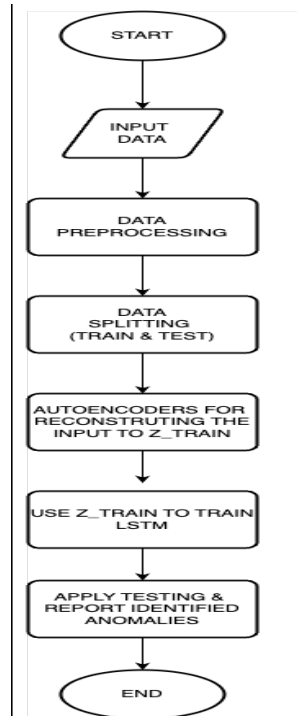 START
INPUT
DATA
DATA
PREPROCESSING
DATA
SPLITTING
(TRAIN & TEST)
AUTOENCODERS FOR
RECONSTRUTING THE
INPUT TO Z_TRAIN
USE Z_TRAIN TO TRAIN
LSTM
APPLY TESTING &
REPORT IDENTIFIED
ANOMALIES
END